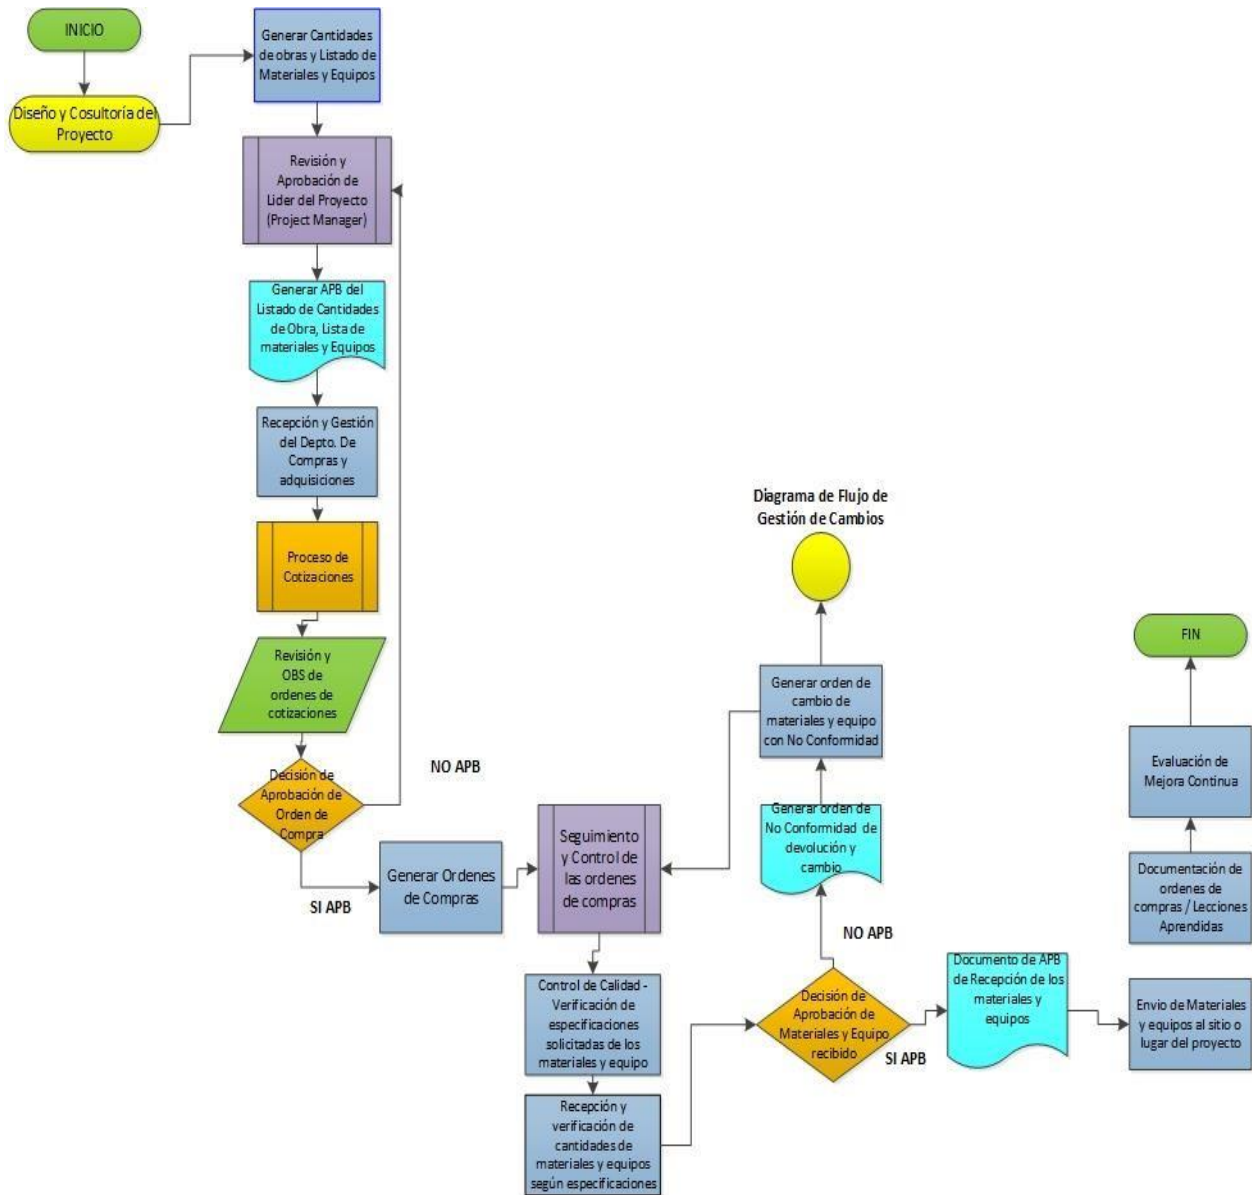 INICIO
Diseño y Cosultoría del
Proyecto
Generar Cantidades
de obras y Listado de
Materiales y Equipos
Revisión y
Aprobación de
Lider del Proyecto
(Project Manager)
Generar APB del
Listado de Cantidades
de Obra, Lista de
materiales y Equipos
Recepción y Gestión
del Depto. De
Compras y
adquisiciones
Proceso de
Cotizaciones
Revisión y
OBS de
ordenes de
cotizaciones
Decisión de
Aprobación de
Orden de
Compra
NO APB
SI APB
Generar Ordenes
de Compras
Seguimiento
y Control de
las ordenes
de compras
Control de Calidad -
Verificación de
especificaciones
solicitadas de los
materiales y equipo
Recepción y
verificación de
cantidades de
materiales y equipos
según especificaciones
Decisión de
Aprobación de
Materiales y Equipo
recibido
NO APB
Generar orden de
No Conformidad de
devolución y
cambio
Generar orden de
cambio de
materiales y equipo
con No Conformidad
Diagrama de Flujo de
Gestión de Cambios
SI APB
Documento de APB
de Recepción de los
materiales y
equipos
Envio de Materiales
y equipos al sitio o
lugar del proyecto
Documentación de
ordenes de
compras / Lecciones
Aprendidas
Evaluación de
Mejora Continua
FIN